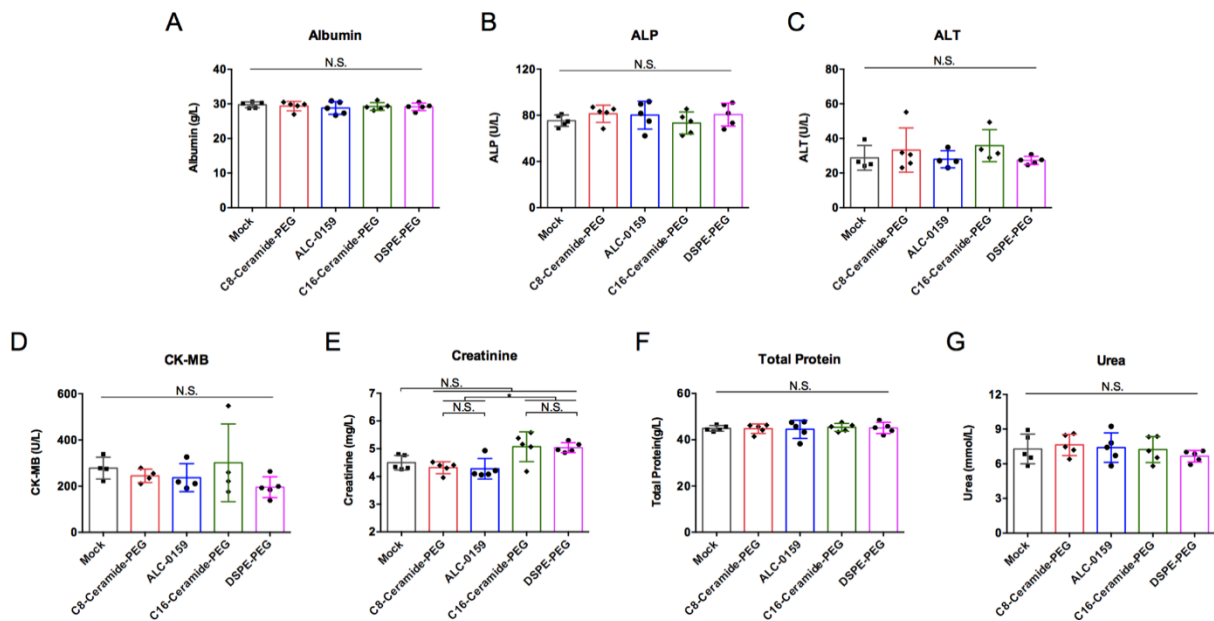 A
Albumin
N.S.
Albumin (g/L)
40
30
20
10
0
Mock
C8-Ceramide-PEG
ALC-0159
C16-Ceramide-PEG
DSPE-PEG
B
ALP
N.S.
ALP (U/L)
120
80
40
0
Mock
C8-Ceramide-PEG
ALC-0159
C16-Ceramide-PEG
DSPE-PEG
C
ALT
N.S.
ALT (U/L)
80
60
40
20
0
Mock
C8-Ceramide-PEG
ALC-0159
C16-Ceramide-PEG
DSPE-PEG
D
CK-MB
N.S.
CK-MB (U/L)
600
400
200
0
Mock
C8-Ceramide-PEG
ALC-0159
C16-Ceramide-PEG
DSPE-PEG
E
Creatinine
N.S.
*
N.S.
N.S.
Creatinine (mg/L)
7
6
5
4
3
2
Mock
C8-Ceramide-PEG
ALC-0159
C16-Ceramide-PEG
DSPE-PEG
F
Total Protein
N.S.
Total Protein(g/L)
60
40
20
0
Mock
C8-Ceramide-PEG
ALC-0159
C16-Ceramide-PEG
DSPE-PEG
G
Urea
N.S.
Urea (mmol/L)
12
9
6
3
0
Mock
C8-Ceramide-PEG
ALC-0159
C16-Ceramide-PEG
DSPE-PEG